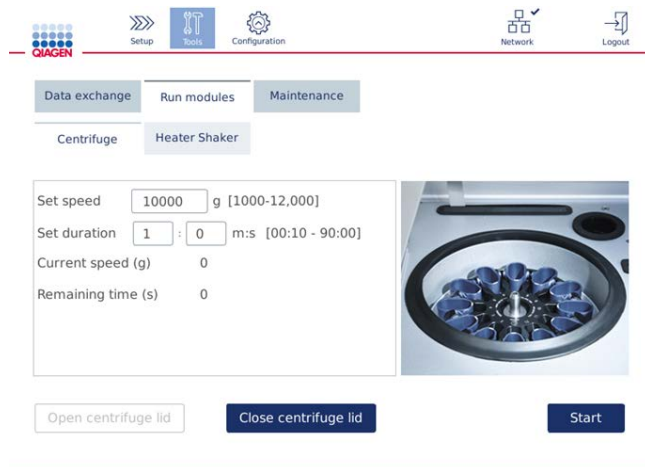 QIAGEN
Setup
Tools
Configuration
Network
Logout
Data exchange
Run modules
Maintenance
Centrifuge
Heater Shaker
Set speed 10000 g [1000-12,000]
Set duration 1 : 0 m:s [00:10 - 90:00]
Current speed (g) 0
Remaining time (s) 0
Open centrifuge lid
Close centrifuge lid
Start